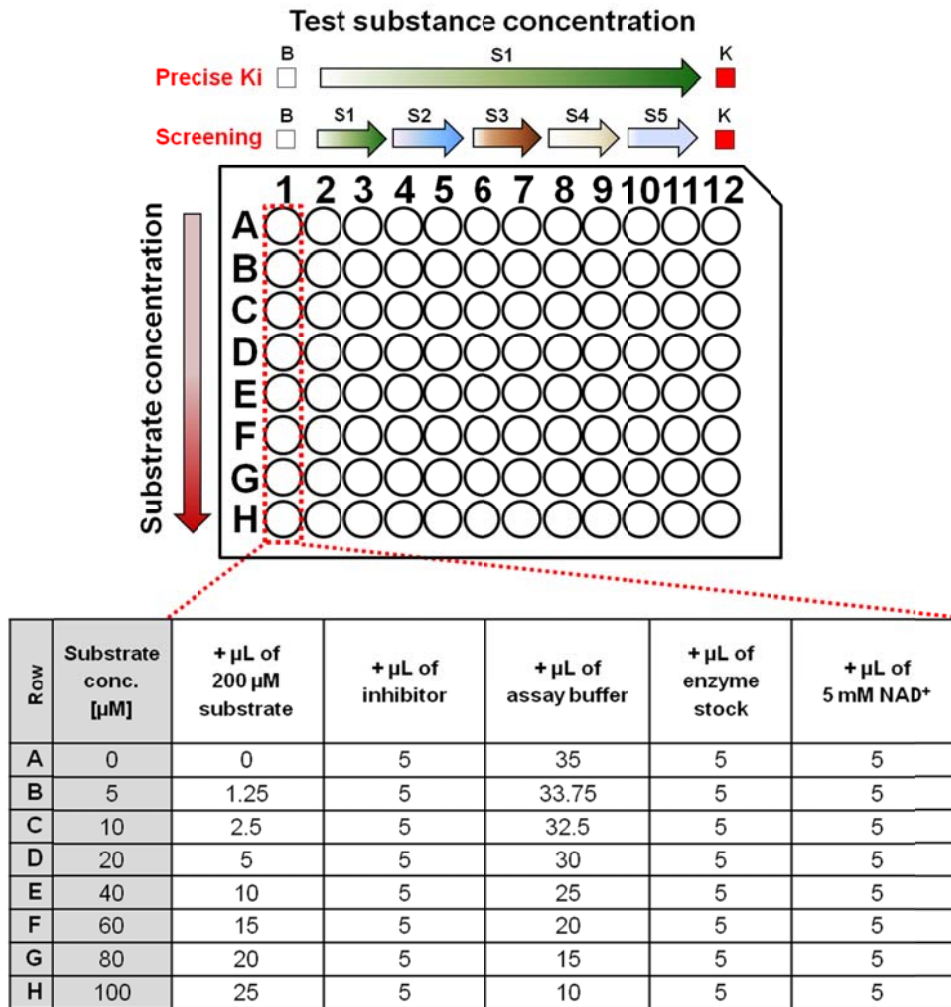 Test substance concentration
B S1 K
Precise Ki
B S1 S2 S3 S4 S5 K
Screening
1 2 3 4 5 6 7 8 9 10 11 12
Substrate concentration
A
B
C
D
E
F
G
H
Row Substrate conc. [µM] + µL of 200 µM substrate + µL of inhibitor + µL of assay buffer + µL of enzyme stock + µL of 5 mM NAD⁺
A 0 0 5 35 5 5
B 5 1.25 5 33.75 5 5
C 10 2.5 5 32.5 5 5
D 20 5 5 30 5 5
E 40 10 5 25 5 5
F 60 15 5 20 5 5
G 80 20 5 15 5 5
H 100 25 5 10 5 5